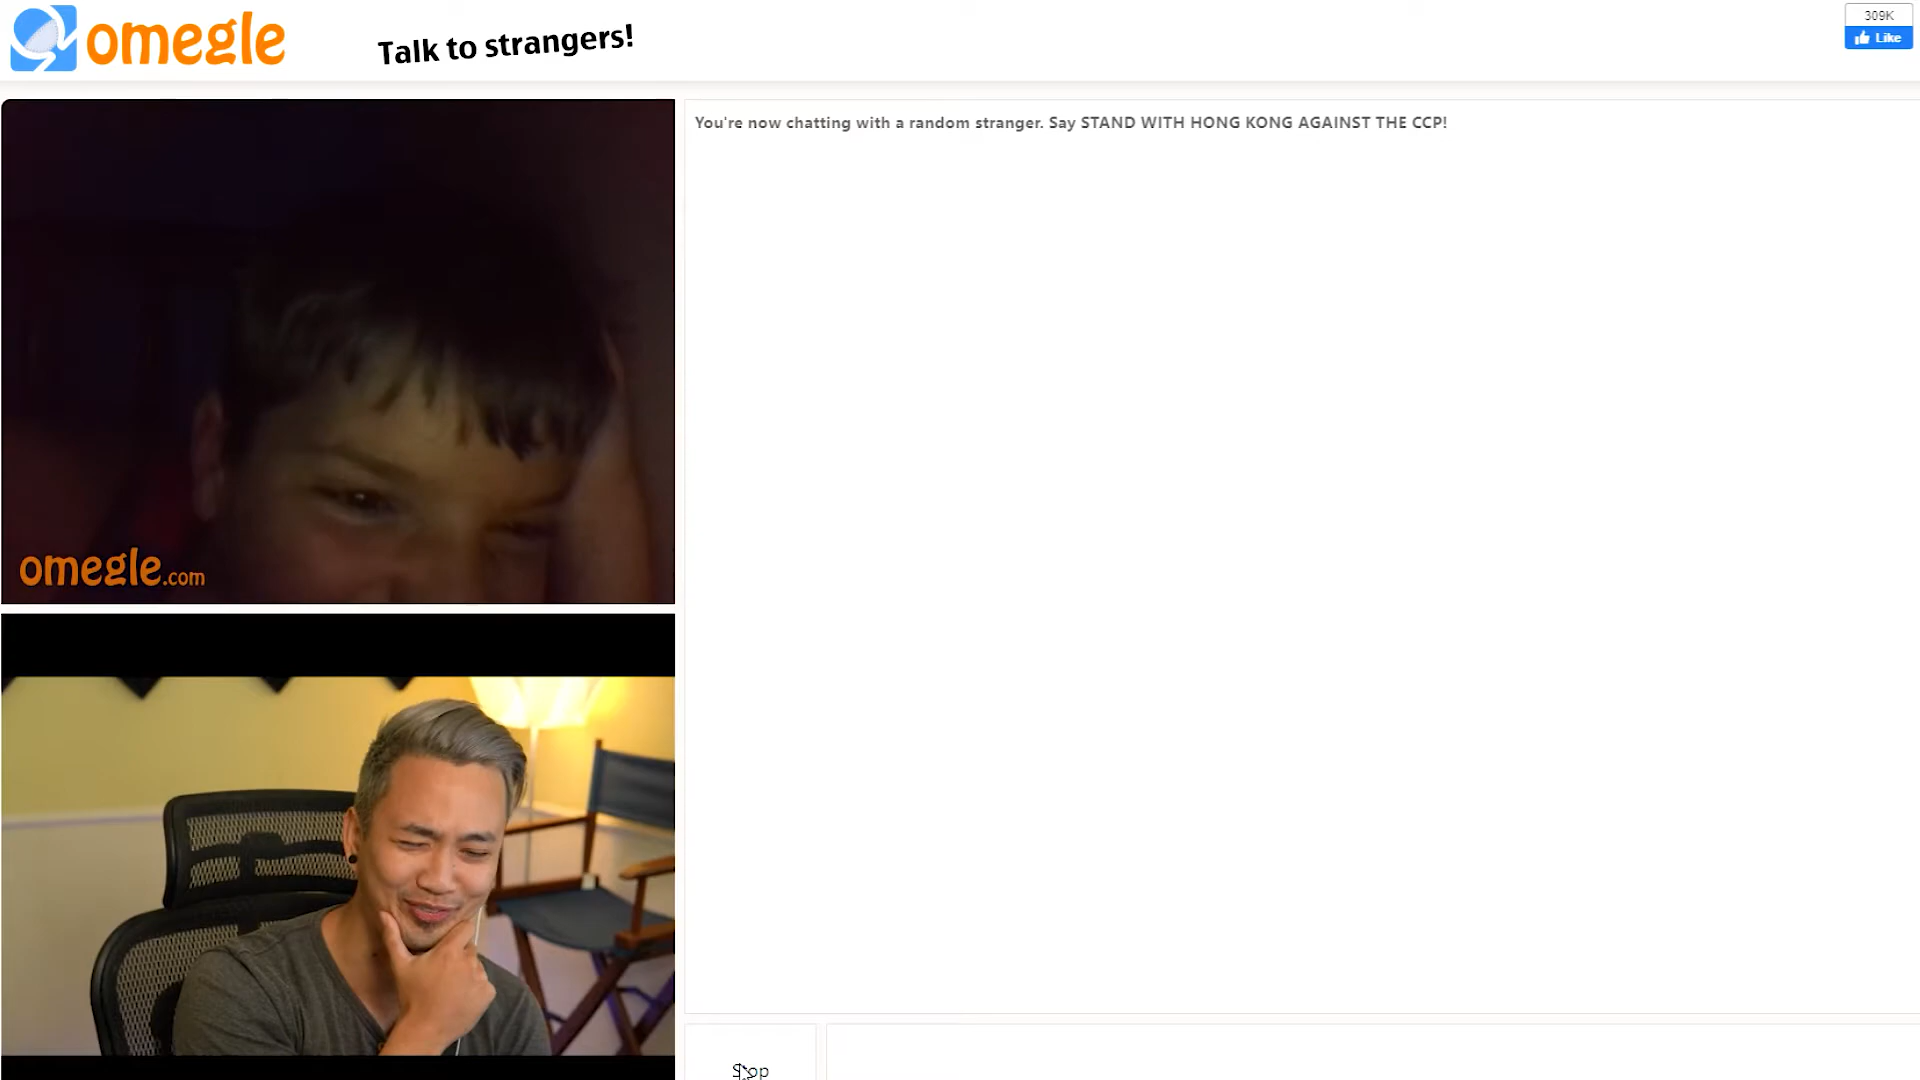 omegle
Talk to strangers!
309K
Like
You're now chatting with a random stranger. Say STAND WITH HONG KONG AGAINST THE CCP!
omegle.com
Stop